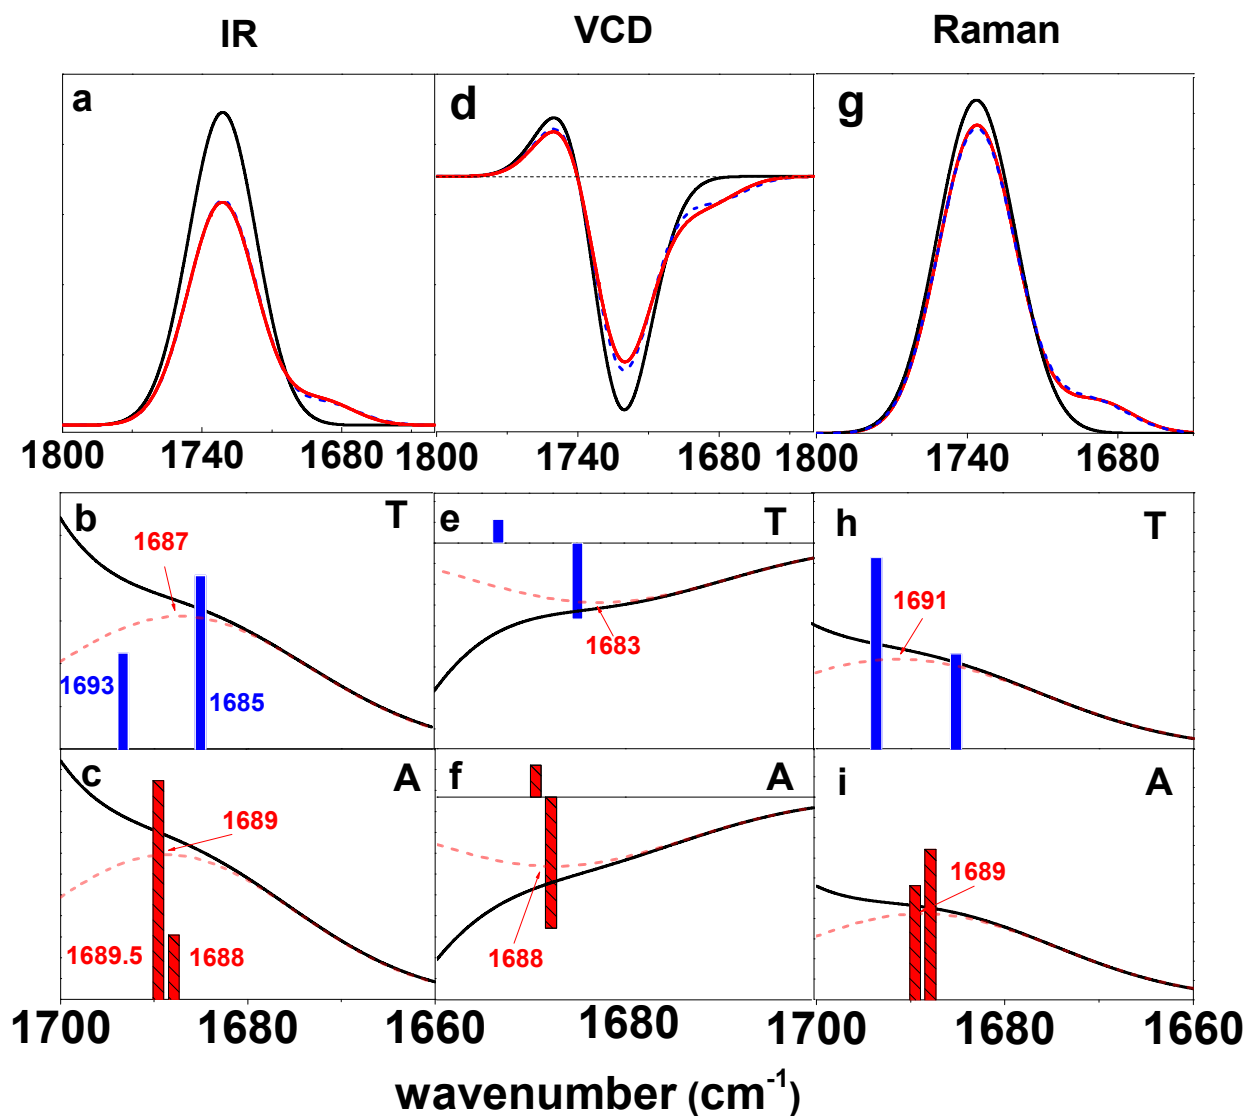 IR VCD Raman
a d g
1800 1740 1680 1800 1740 1680 1800 1740 1680
b T e T h T
1687
1691
1683
1693 1685
c A f A i A
1689
1689
1689.5 1688 1688
1700 1680 1660 1680 1700 1680 1660
wavenumber (cm-1)